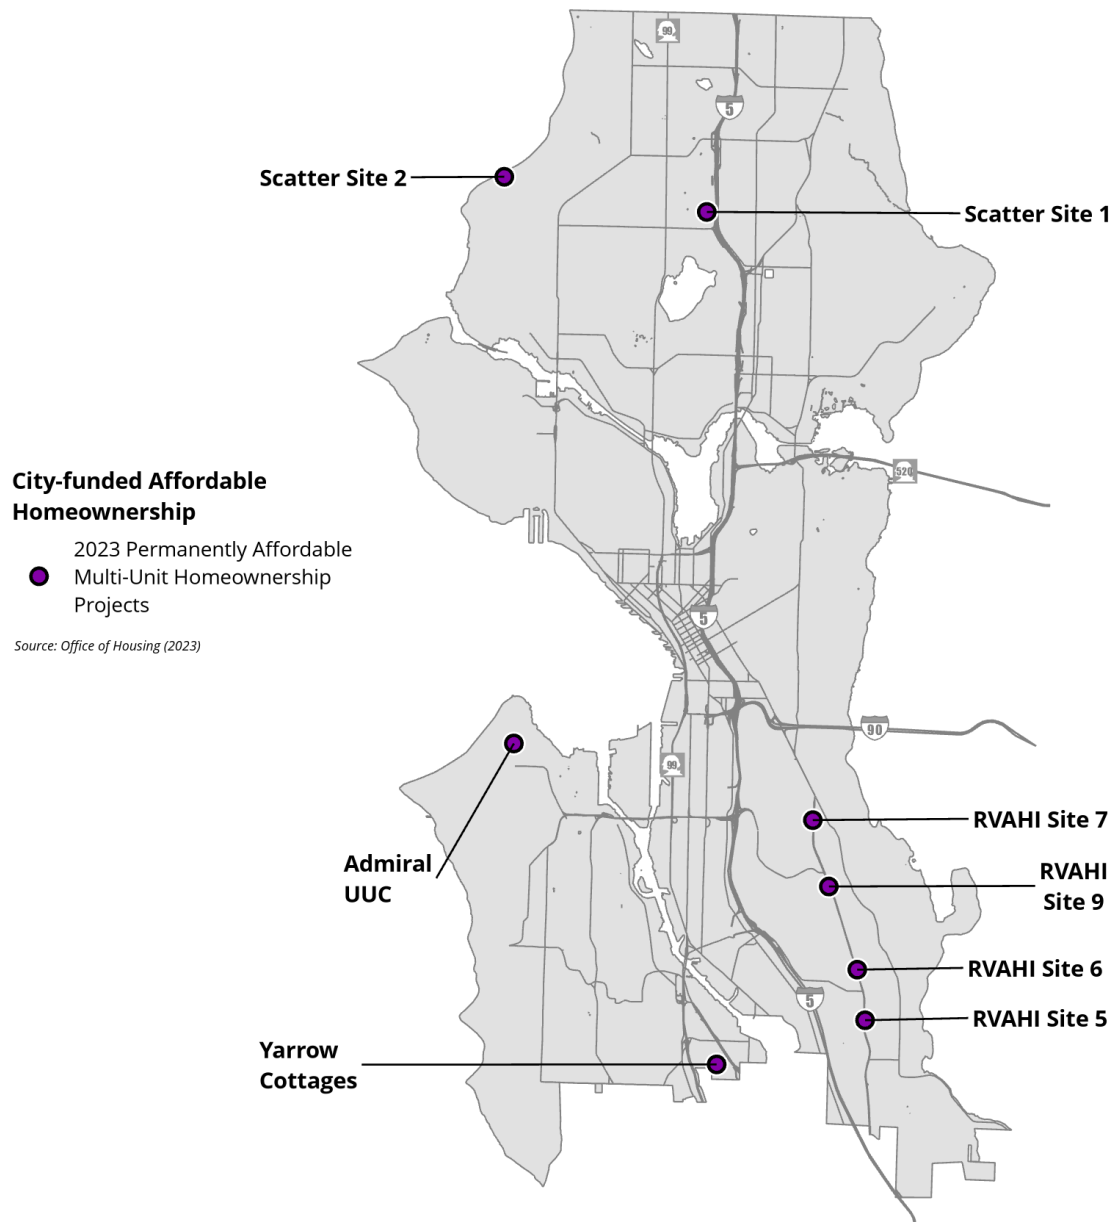 99
5
Scatter Site 2
Scatter Site 1
520
City-funded Affordable
Homeownership
2023 Permanently Affordable
Multi-Unit Homeownership
Projects
Source: Office of Housing (2023)
5
90
99
RVAHI Site 7
Admiral
UUC
RVAHI
Site 9
RVAHI Site 6
5
RVAHI Site 5
Yarrow
Cottages